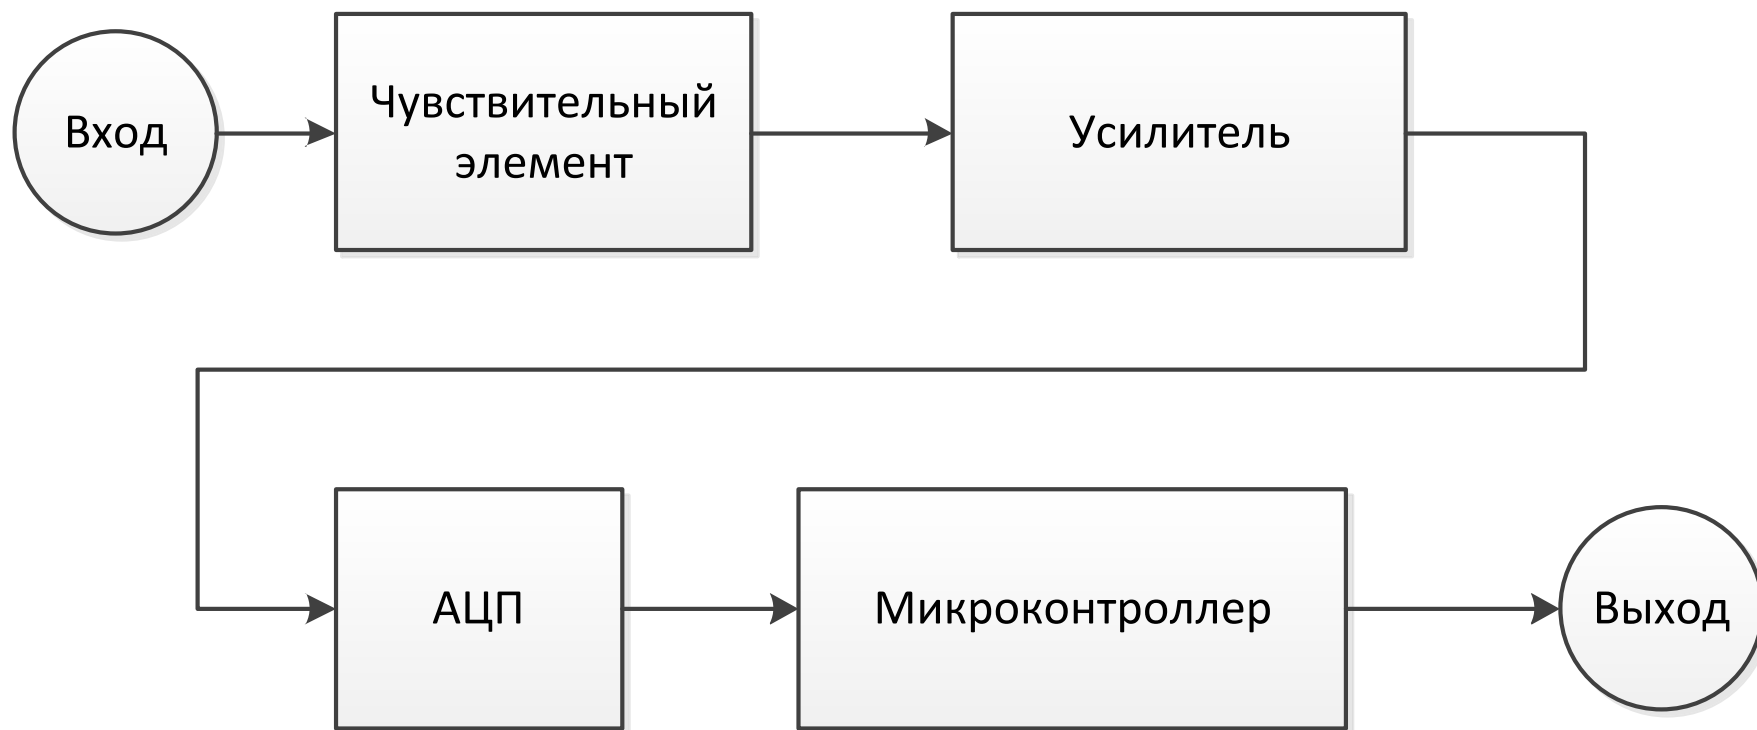 Вход
Чувствительный
элемент
Усилитель
АЦП
Микроконтроллер
Выход